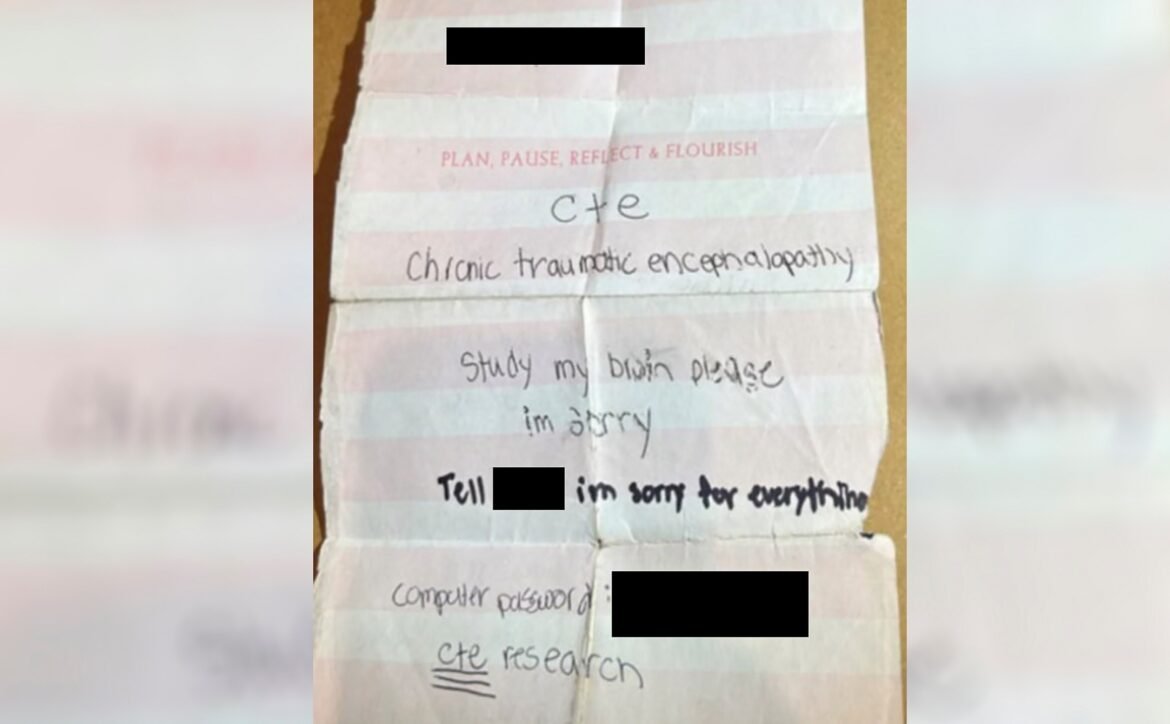 PLAN, PAUSE, REFLECT & FLOURISH
cte
Chronic traumatic encephalopathy
Study my brain please
im sorry
Tell im sorry for everything
computer password :
cte research